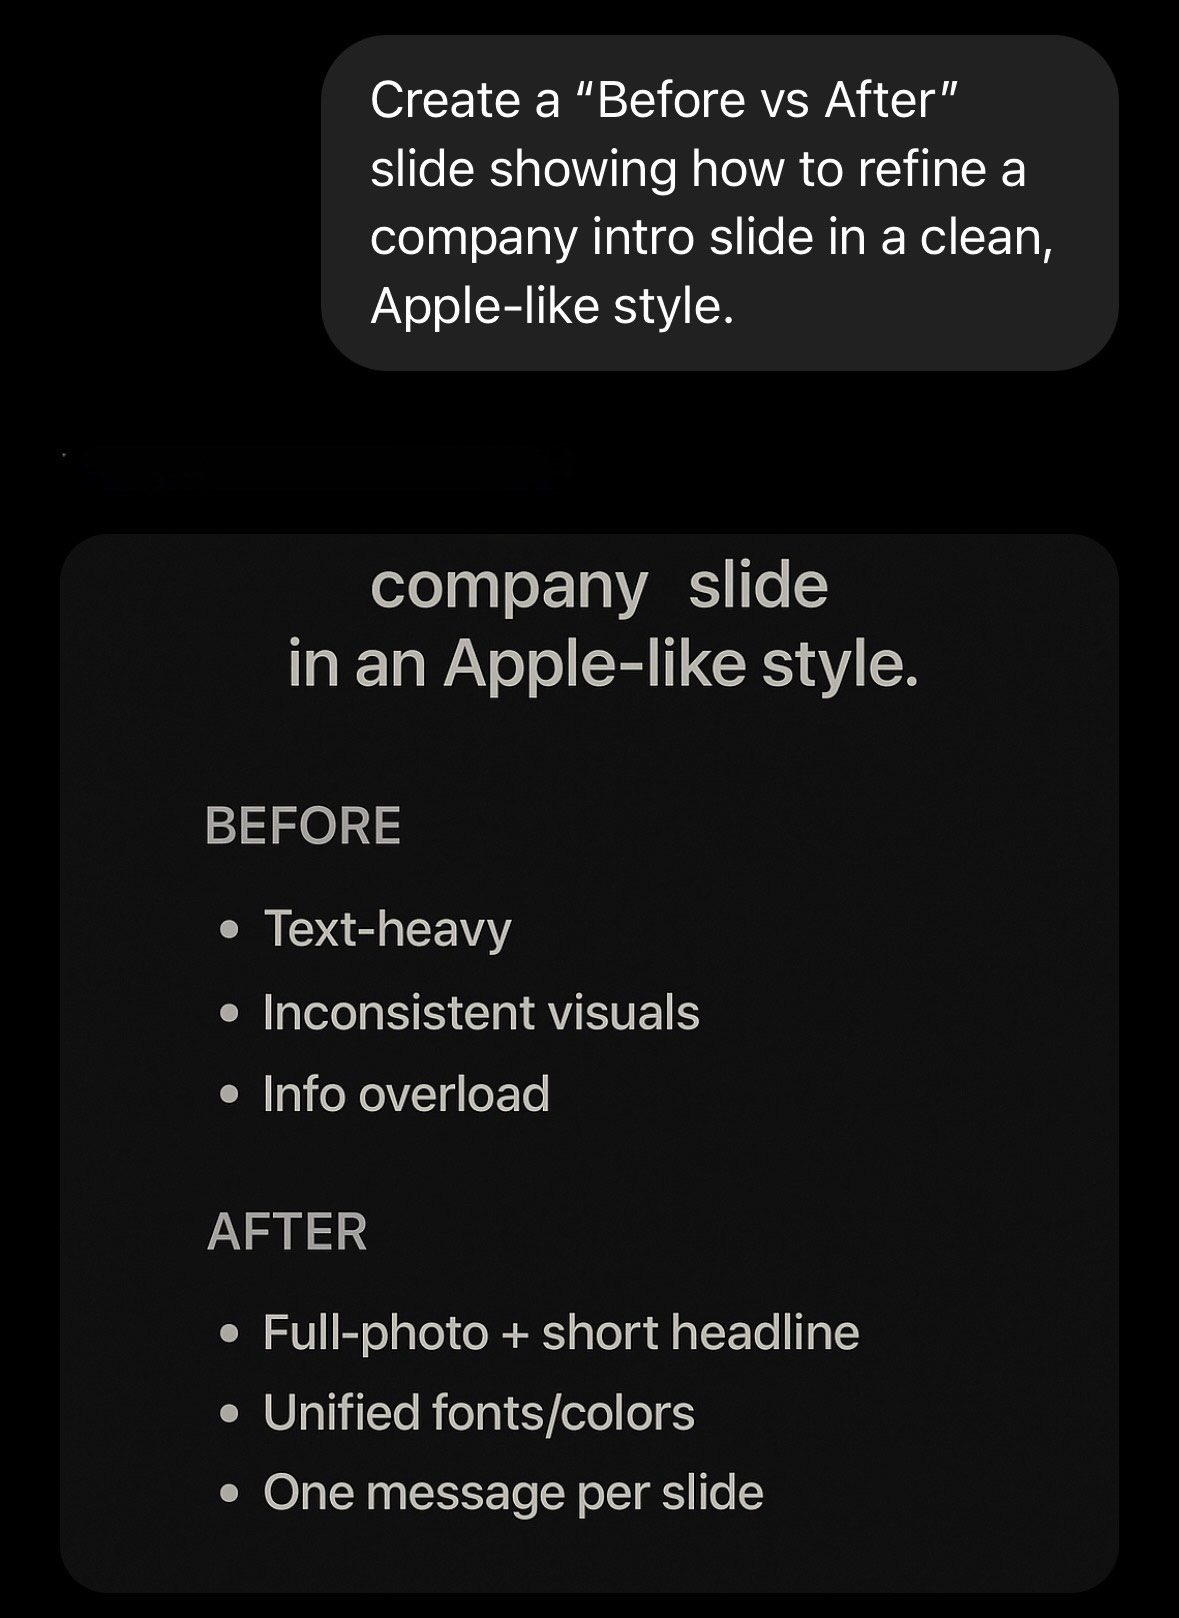 Create a “Before vs After”
slide showing how to refine a
company intro slide in a clean,
Apple-like style.
company slide
in an Apple-like style.
BEFORE
• Text-heavy
• Inconsistent visuals
• Info overload
AFTER
• Full-photo + short headline
• Unified fonts/colors
• One message per slide